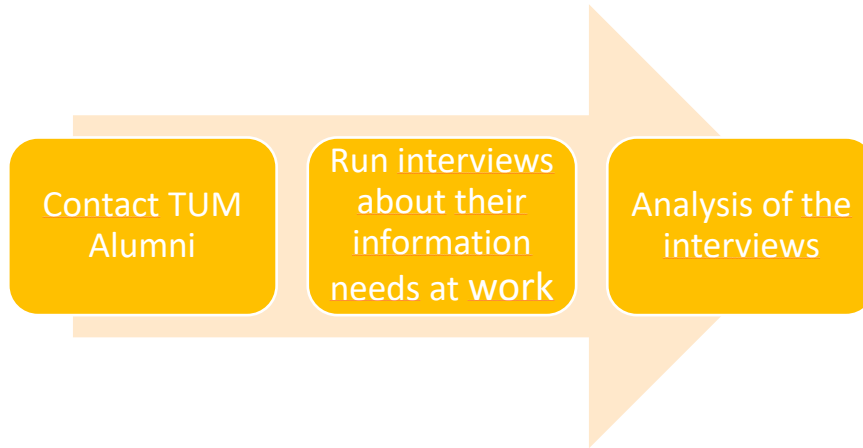 Contact TUM
Alumni
Run interviews
about their
information
needs at work
Analysis of the
interviews